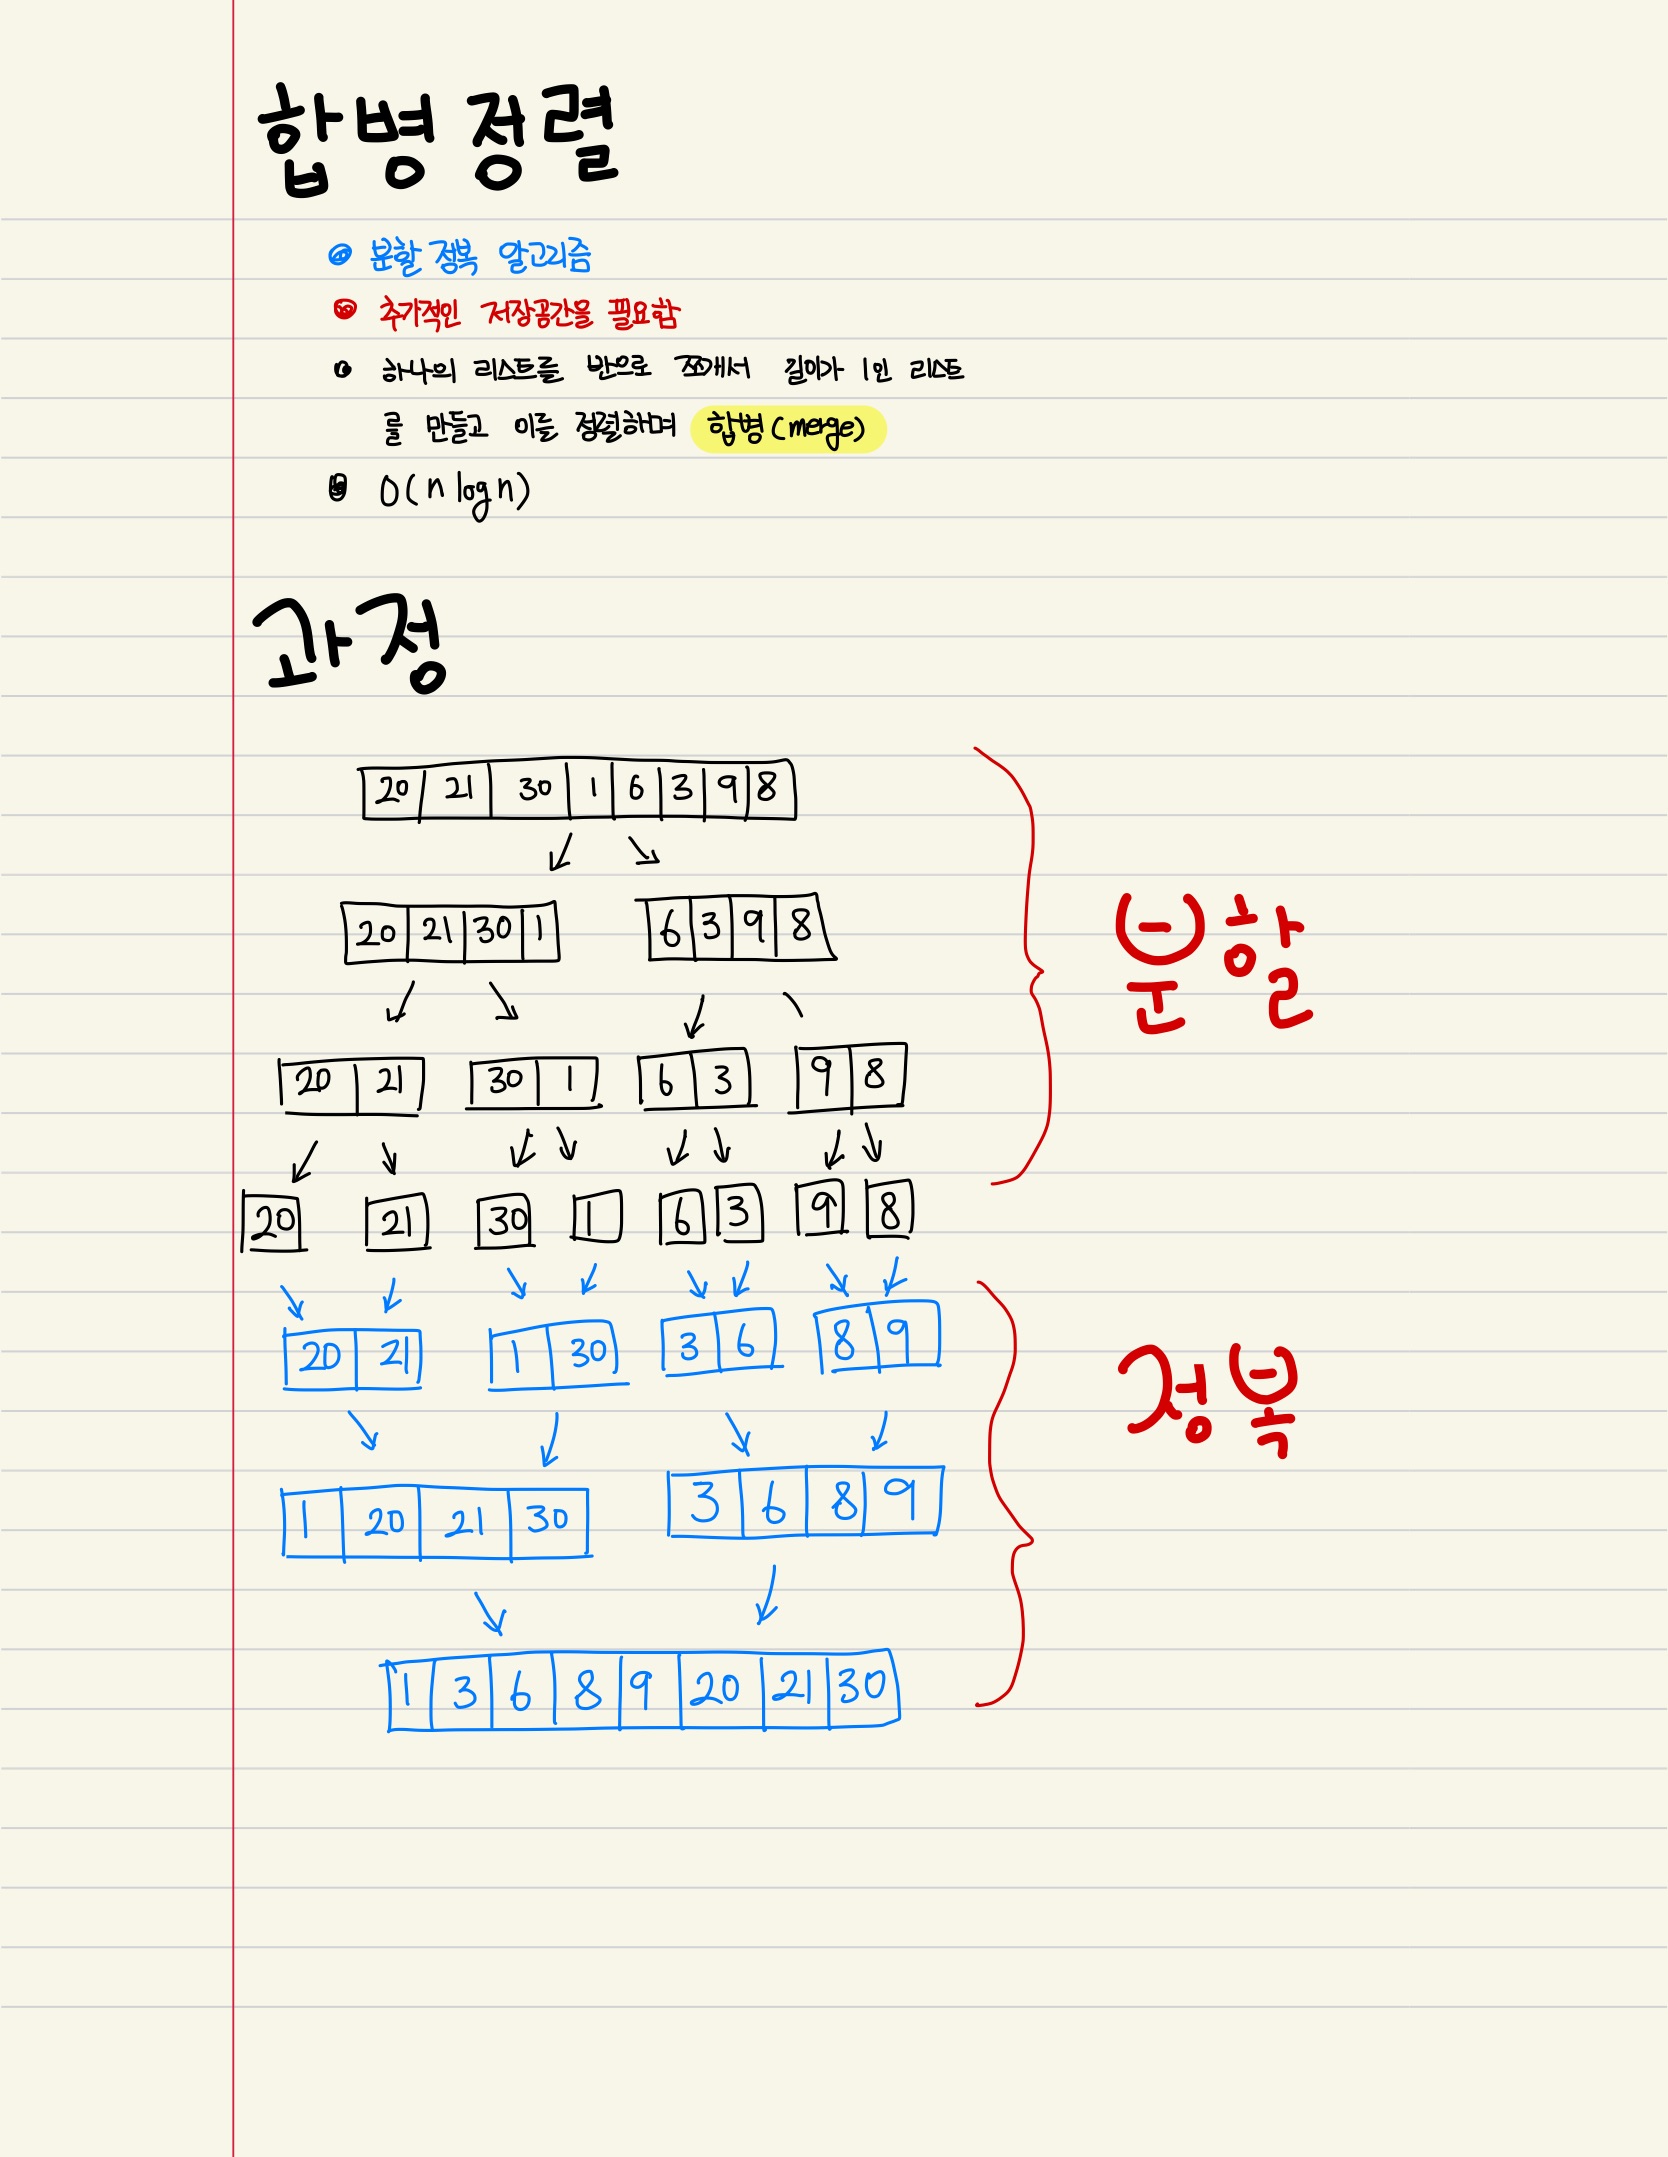 합병 정렬
분할 정복 알고리즘
추가적인 저장공간을 필요함
하나의 리스트를 반으로 쪼개서 길이가 1인 리스트
를 만들고 이를 정렬하며 합병(merge)
O(n log n)
과정
20 21 30 1 6 3 9 8
20 21 30 1 6 3 9 8
분할
20 21 30 1 6 3 9 8
20 21 30 1 6 3 9 8
20 21 1 30 3 6 8 9
정복
1 20 21 30 3 6 8 9
1 3 6 8 9 20 21 30